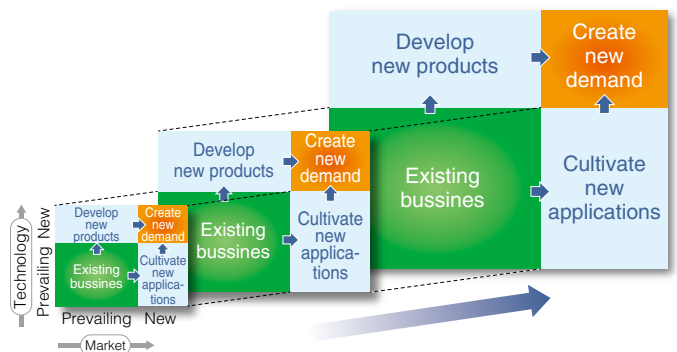 Develop
new products
Create
new
demand
Existing
bussines
Cultivate
new
applications
Develop
new products
Create
new
demand
Existing
bussines
Cultivate
new
applica-
tions
Develop
new
products
Create
new
demand
Existing
bussines
Cultivate
new
applica-
tions
Technology
Prevailing New
Prevailing New
Market